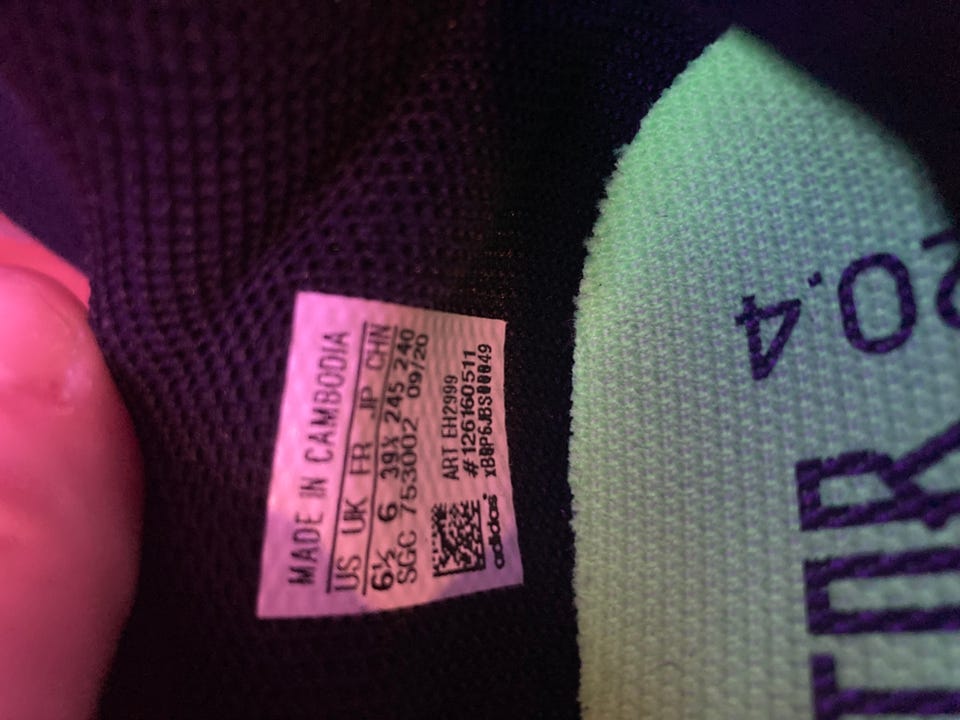 MADE IN CAMBODIA
US UK FR JP CHN
6½ 6 39⅓ 245 240
SGC 753002 09/20
ART EH2999
#126160511
adidas
20.4